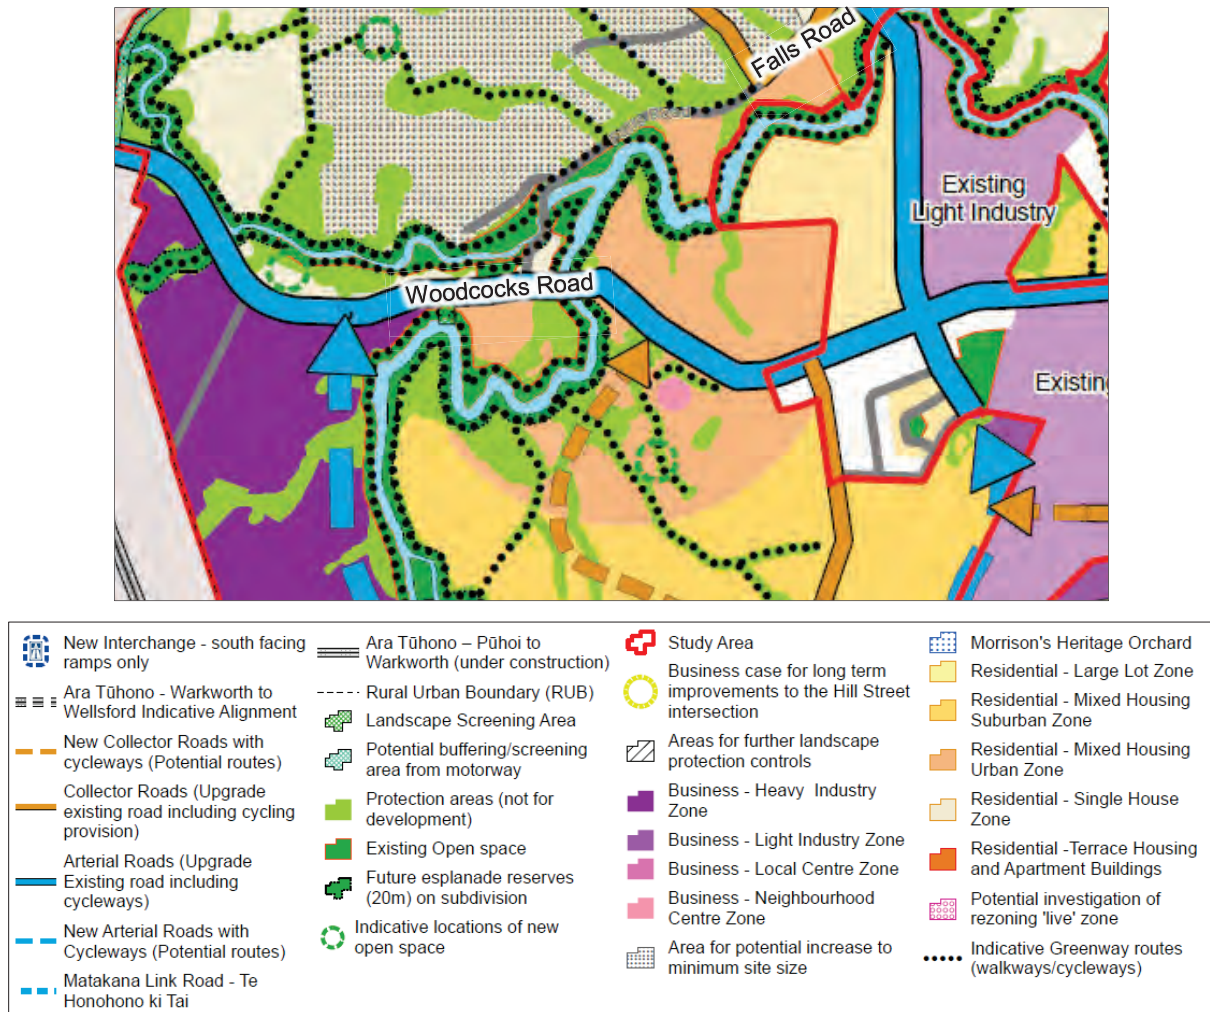 Falls Road
Road
Existing
Light Industry
Woodcocks Road
Existing
New Interchange - south facing
ramps only
Ara Tūhono - Warkworth to
Wellsford Indicative Alignment
New Collector Roads with
cycleways (Potential routes)
Collector Roads (Upgrade
existing road including cycling
provision)
Arterial Roads (Upgrade
Existing road including
cycleways)
New Arterial Roads with
Cycleways (Potential routes)
Matakana Link Road - Te
Honohono ki Tai
Ara Tūhono – Pūhoi to
Warkworth (under construction)
Rural Urban Boundary (RUB)
Landscape Screening Area
Potential buffering/screening
area from motorway
Protection areas (not for
development)
Existing Open space
Future esplanade reserves
(20m) on subdivision
Indicative locations of new
open space
Study Area
Business case for long term
improvements to the Hill Street
intersection
Areas for further landscape
protection controls
Business - Heavy Industry
Zone
Business - Light Industry Zone
Business - Local Centre Zone
Business - Neighbourhood
Centre Zone
Area for potential increase to
minimum site size
Morrison's Heritage Orchard
Residential - Large Lot Zone
Residential - Mixed Housing
Suburban Zone
Residential - Mixed Housing
Urban Zone
Residential - Single House
Zone
Residential -Terrace Housing
and Apartment Buildings
Potential investigation of
rezoning 'live' zone
Indicative Greenway routes
(walkways/cycleways)